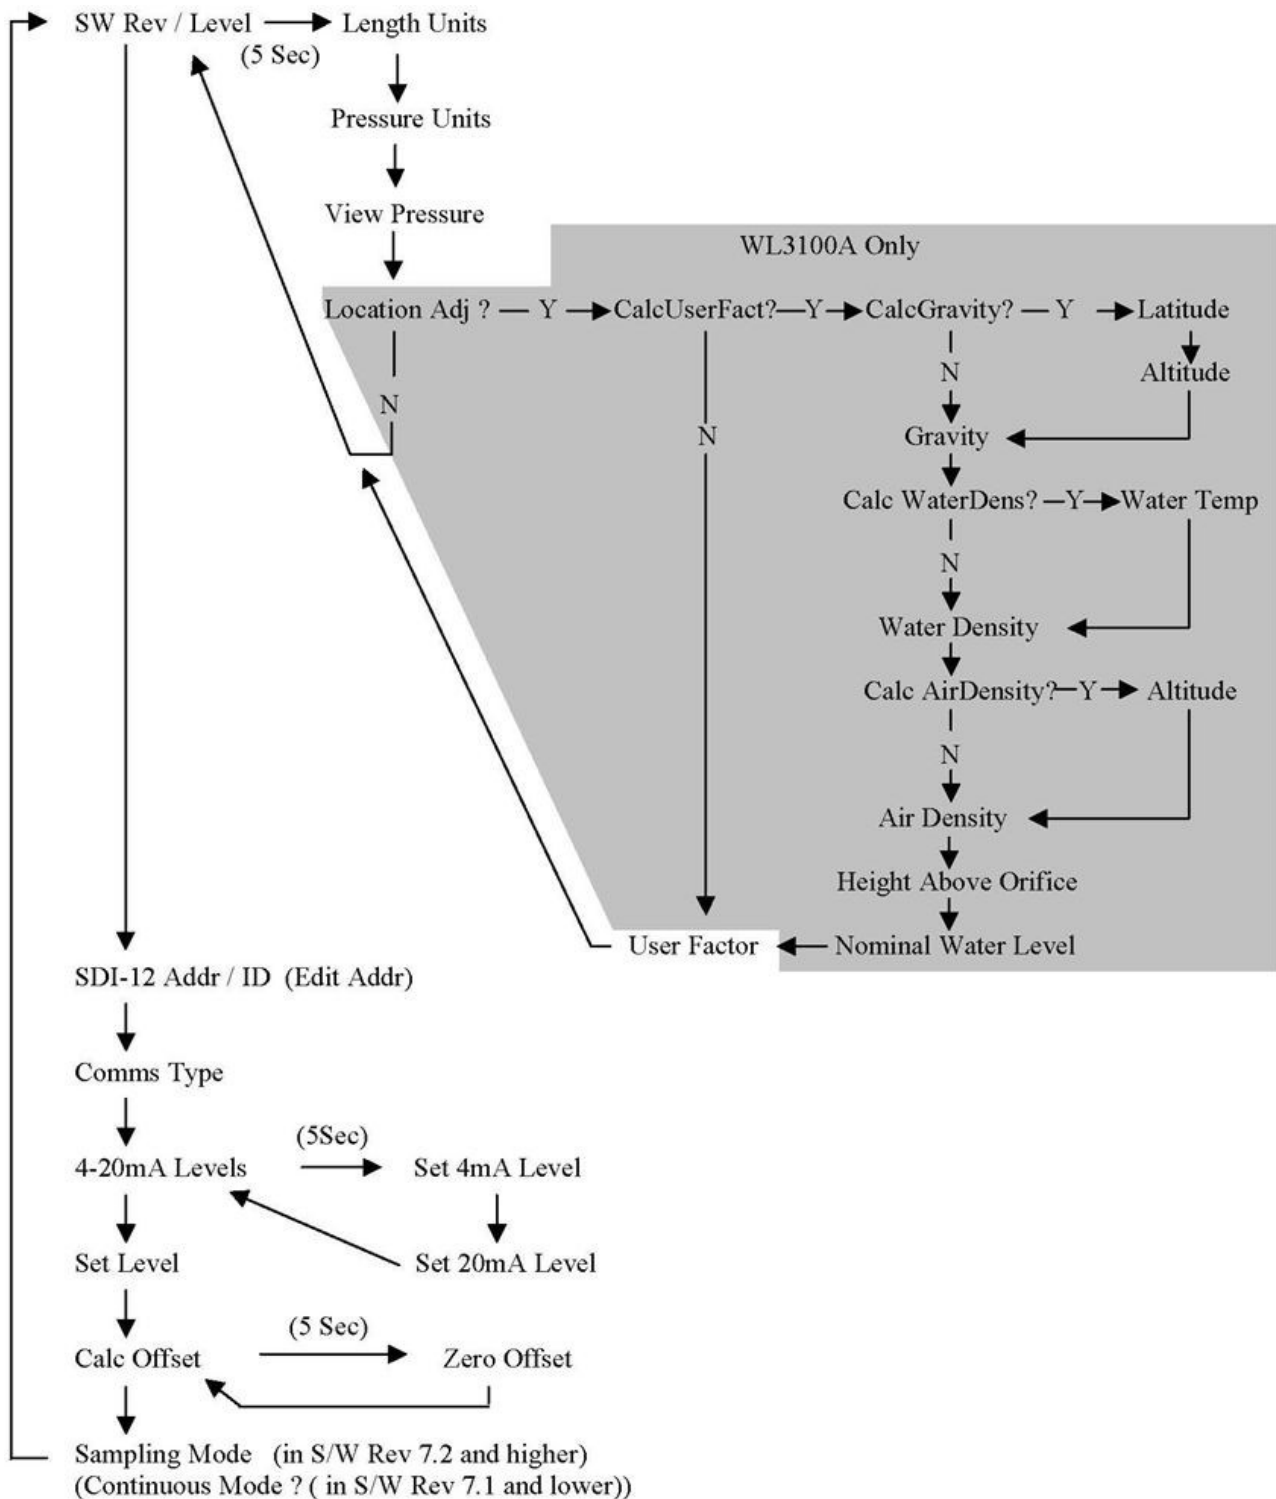 SW Rev / Level
Length Units
(5 Sec)
Pressure Units
View Pressure
WL3100A Only
Location Adj ? Y CalcUserFact? Y CalcGravity? Y Latitude
N
Altitude
N
N
Gravity
Calc WaterDens? Y Water Temp
N
Water Density
Calc AirDensity? Y Altitude
N
Air Density
Height Above Orifice
User Factor
Nominal Water Level
SDI-12 Addr / ID (Edit Addr)
Comms Type
(5Sec)
4-20mA Levels
Set 4mA Level
Set Level
Set 20mA Level
(5 Sec)
Calc Offset
Zero Offset
Sampling Mode (in S/W Rev 7.2 and higher)
(Continuous Mode ? ( in S/W Rev 7.1 and lower))